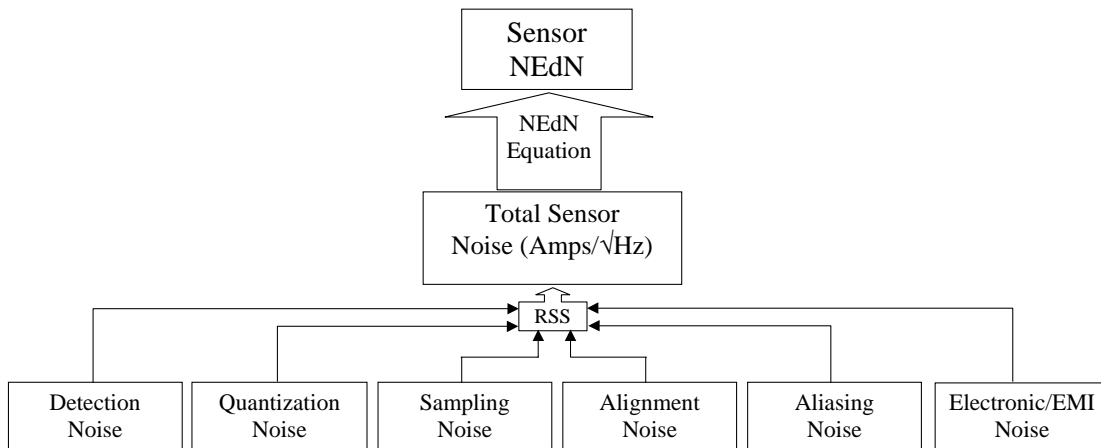 Sensor
NEdN
NEdN
Equation
Total Sensor
Noise (Amps/√Hz)
RSS
Detection
Noise
Quantization
Noise
Sampling
Noise
Alignment
Noise
Aliasing
Noise
Electronic/EMI
Noise